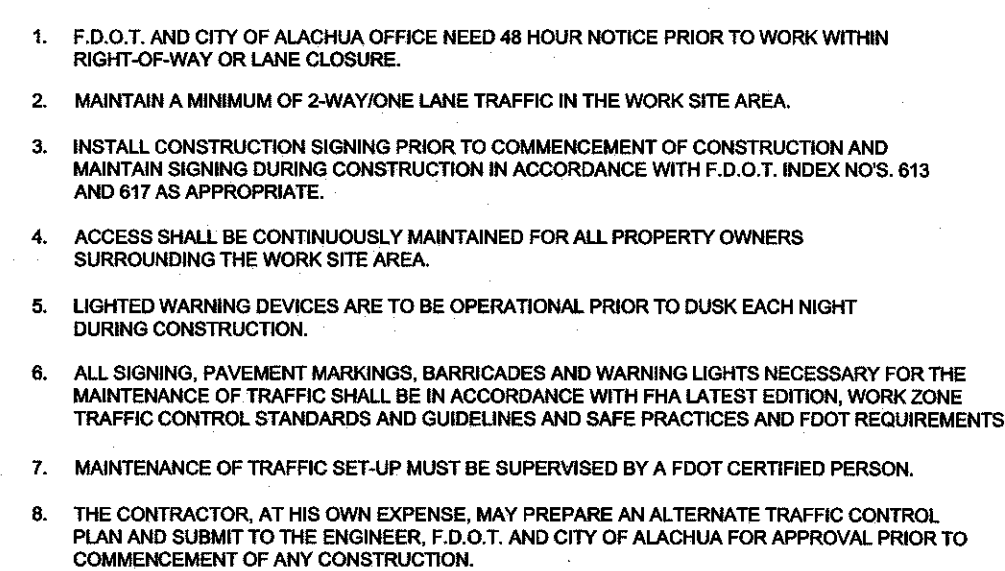 1. F.D.O.T. AND CITY OF ALACHUA OFFICE NEED 48 HOUR NOTICE PRIOR TO WORK WITHIN
RIGHT-OF-WAY OR LANE CLOSURE.
2. MAINTAIN A MINIMUM OF 2-WAY/ONE LANE TRAFFIC IN THE WORK SITE AREA.
3. INSTALL CONSTRUCTION SIGNING PRIOR TO COMMENCEMENT OF CONSTRUCTION AND
MAINTAIN SIGNING DURING CONSTRUCTION IN ACCORDANCE WITH F.D.O.T. INDEX NO'S. 613
AND 617 AS APPROPRIATE.
4. ACCESS SHALL BE CONTINUOUSLY MAINTAINED FOR ALL PROPERTY OWNERS
SURROUNDING THE WORK SITE AREA.
5. LIGHTED WARNING DEVICES ARE TO BE OPERATIONAL PRIOR TO DUSK EACH NIGHT
DURING CONSTRUCTION.
6. ALL SIGNING, PAVEMENT MARKINGS, BARRICADES AND WARNING LIGHTS NECESSARY FOR THE
MAINTENANCE OF TRAFFIC SHALL BE IN ACCORDANCE WITH FHA LATEST EDITION, WORK ZONE
TRAFFIC CONTROL STANDARDS AND GUIDELINES AND SAFE PRACTICES AND FDOT REQUIREMENTS
7. MAINTENANCE OF TRAFFIC SET-UP MUST BE SUPERVISED BY A FDOT CERTIFIED PERSON.
8. THE CONTRACTOR, AT HIS OWN EXPENSE, MAY PREPARE AN ALTERNATE TRAFFIC CONTROL
PLAN AND SUBMIT TO THE ENGINEER, F.D.O.T. AND CITY OF ALACHUA FOR APPROVAL PRIOR TO
COMMENCEMENT OF ANY CONSTRUCTION.